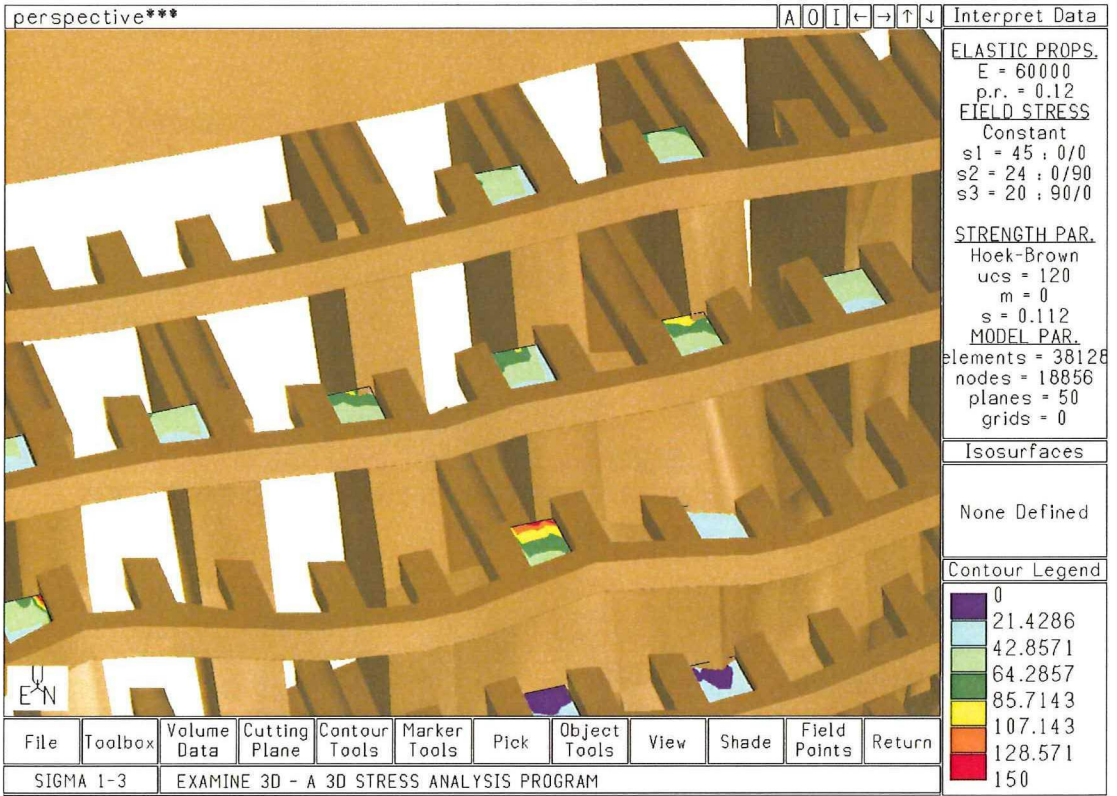 perspective***
A O I ← → ↑ ↓
Interpret Data
ELASTIC PROPS.
E = 60000
p.r. = 0.12
FIELD STRESS
Constant
s1 = 45 : 0/0
s2 = 24 : 0/90
s3 = 20 : 90/0
STRENGTH PAR.
Hoek-Brown
ucs = 120
m = 0
s = 0.112
MODEL PAR.
elements = 38128
nodes = 18856
planes = 50
grids = 0
Isosurfaces
None Defined
Contour Legend
0
21.4286
42.8571
64.2857
85.7143
107.143
128.571
150
U
E N
File
Toolbox
Volume
Data
Cutting
Plane
Contour
Tools
Marker
Tools
Pick
Object
Tools
View
Shade
Field
Points
Return
SIGMA 1-3
EXAMINE 3D - A 3D STRESS ANALYSIS PROGRAM